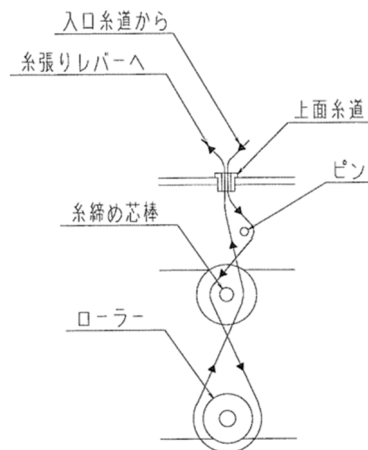 入口糸道から
糸張りレバーへ
上面糸道
ピン
糸締め芯棒
ローラー